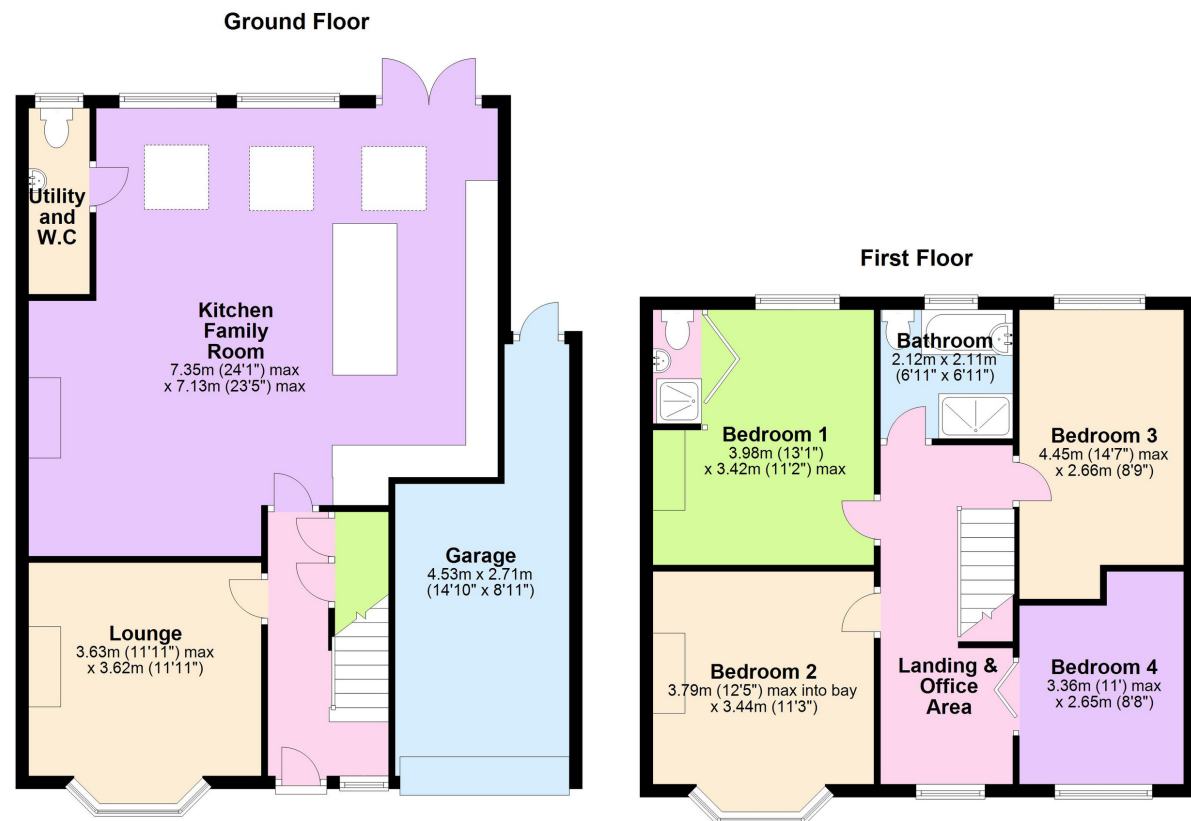 Ground Floor
Utility
and
W.C
Kitchen
Family
Room
7.35m (24'1") max
x 7.13m (23'5") max
Garage
4.53m x 2.71m
(14'10" x 8'11")
Lounge
3.63m (11'11") max
x 3.62m (11'11")
First Floor
Bathroom
2.12m x 2.11m
(6'11" x 6'11")
Bedroom 1
3.98m (13'1")
x 3.42m (11'2") max
Bedroom 3
4.45m (14'7") max
x 2.66m (8'9")
Bedroom 2
3.79m (12'5") max into bay
x 3.44m (11'3")
Landing &
Office
Area
Bedroom 4
3.36m (11') max
x 2.65m (8'8")